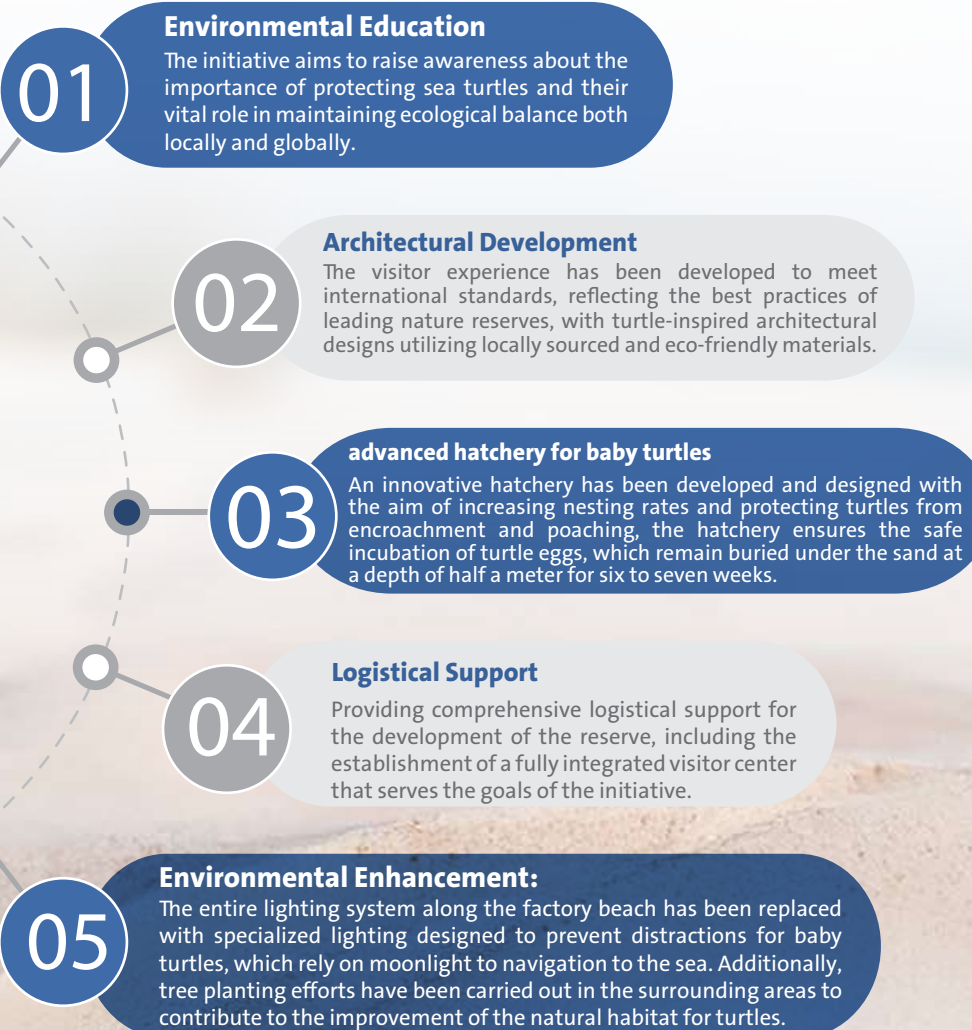 01
Environmental Education
The initiative aims to raise awareness about the
importance of protecting sea turtles and their
vital role in maintaining ecological balance both
locally and globally.
02
Architectural Development
The visitor experience has been developed to meet
international standards, reflecting the best practices of
leading nature reserves, with turtle-inspired architectural
designs utilizing locally sourced and eco-friendly materials.
03
advanced hatchery for baby turtles
An innovative hatchery has been developed and designed with
the aim of increasing nesting rates and protecting turtles from
encroachment and poaching, the hatchery ensures the safe
incubation of turtle eggs, which remain buried under the sand at
a depth of half a meter for six to seven weeks.
04
Logistical Support
Providing comprehensive logistical support for
the development of the reserve, including the
establishment of a fully integrated visitor center
that serves the goals of the initiative.
05
Environmental Enhancement:
The entire lighting system along the factory beach has been replaced
with specialized lighting designed to prevent distractions for baby
turtles, which rely on moonlight to navigation to the sea. Additionally,
tree planting efforts have been carried out in the surrounding areas to
contribute to the improvement of the natural habitat for turtles.